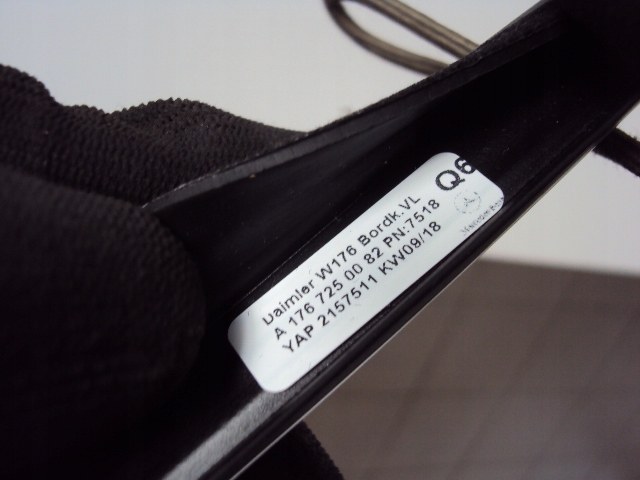 Daimler W176 Bordk.VL
A 176 725 00 82 PN:7518
YAP 2157511 KW09/18
Q6